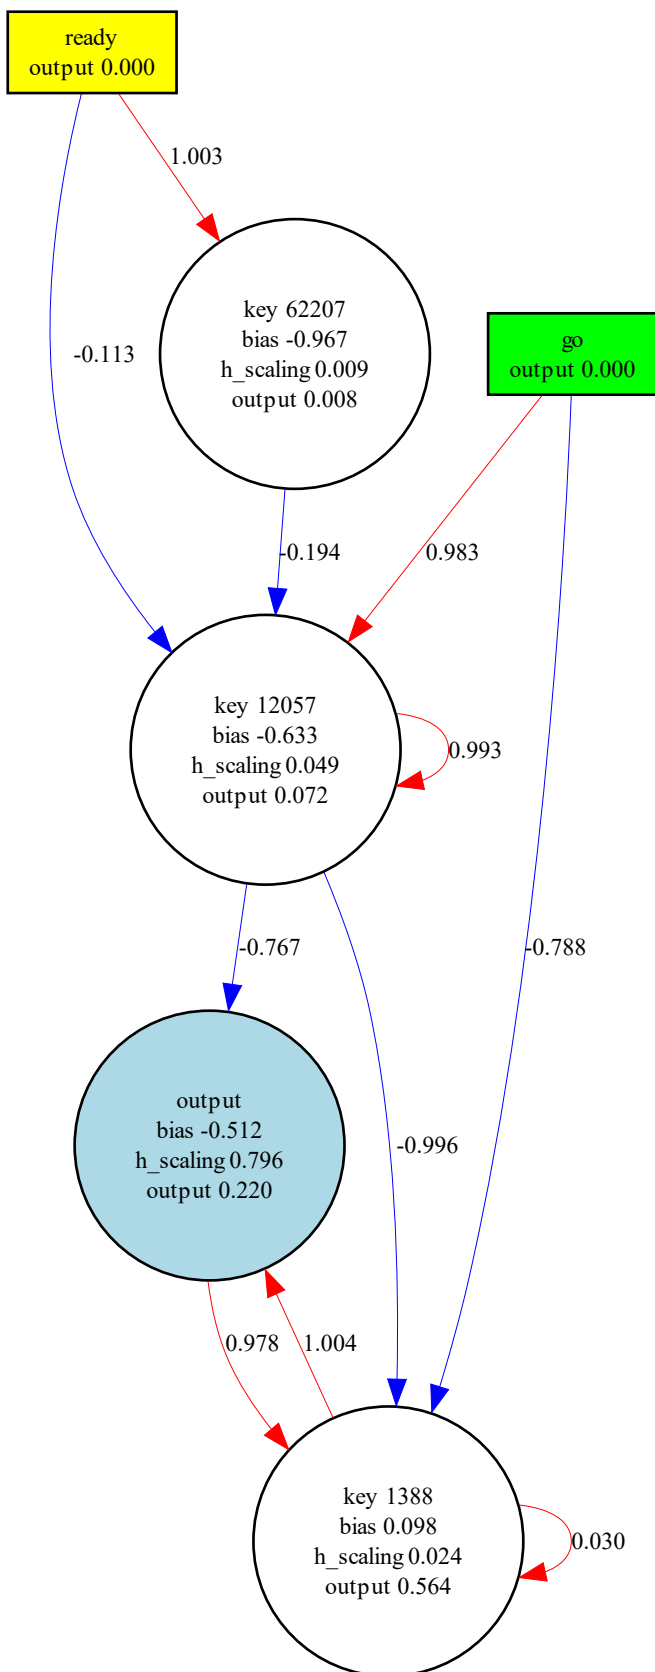 ready
output 0.000
1.003
key 62207
bias -0.967
h_scaling 0.009
output 0.008
-0.113
go
output 0.000
-0.194
0.983
key 12057
bias -0.633
h_scaling 0.049
output 0.072
0.993
-0.767
-0.788
output
bias -0.512
h_scaling 0.796
output 0.220
-0.996
0.978
1.004
key 1388
bias 0.098
h_scaling 0.024
output 0.564
0.030